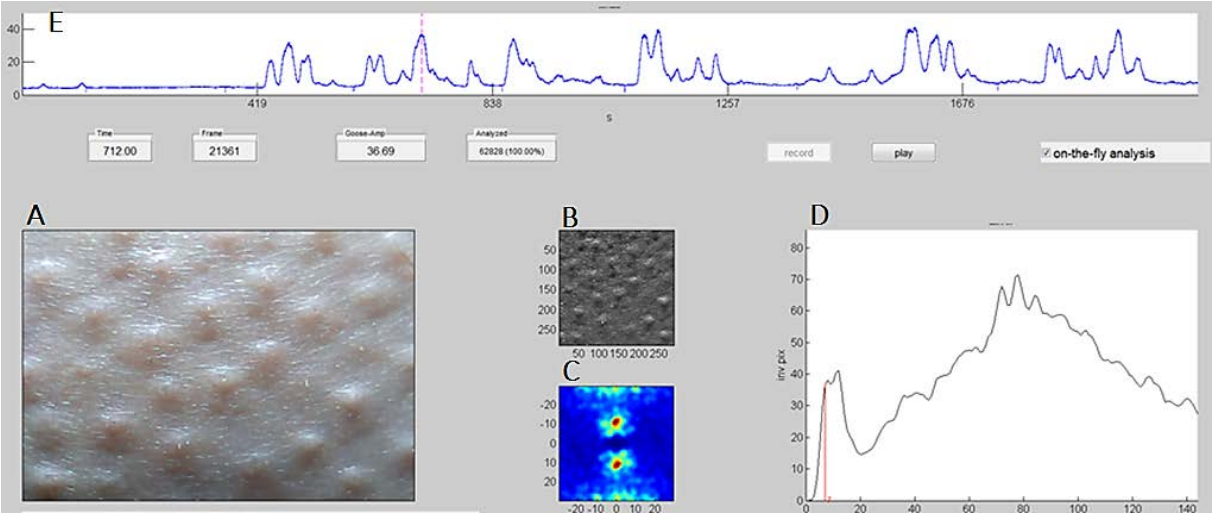 E
40
20
0
419 838 1257 1676
s
Time Frame Goose-Amp Analyzed
712.00 21361 36.69 62828 (100.00%) record play on-the-fly analysis
A B D
50
100
150
200
250
50 100 150 200 250
C
-20
-10
0
10
20
-20 -10 0 10 20
80
70
60
50
40
30
20
10
0
inv pix
0 20 40 60 80 100 120 140